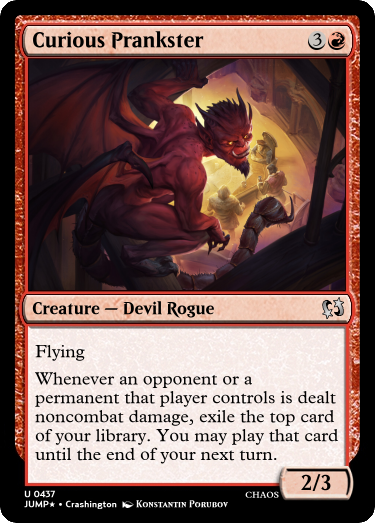 Curious Prankster 3
Creature — Devil Rogue
Flying
Whenever an opponent or a
permanent that player controls is dealt
noncombat damage, exile the top card
of your library. You may play that card
until the end of your next turn.
2/3
U 0437 CHAOS
JUMP★ • Crashington Konstantin Porubov